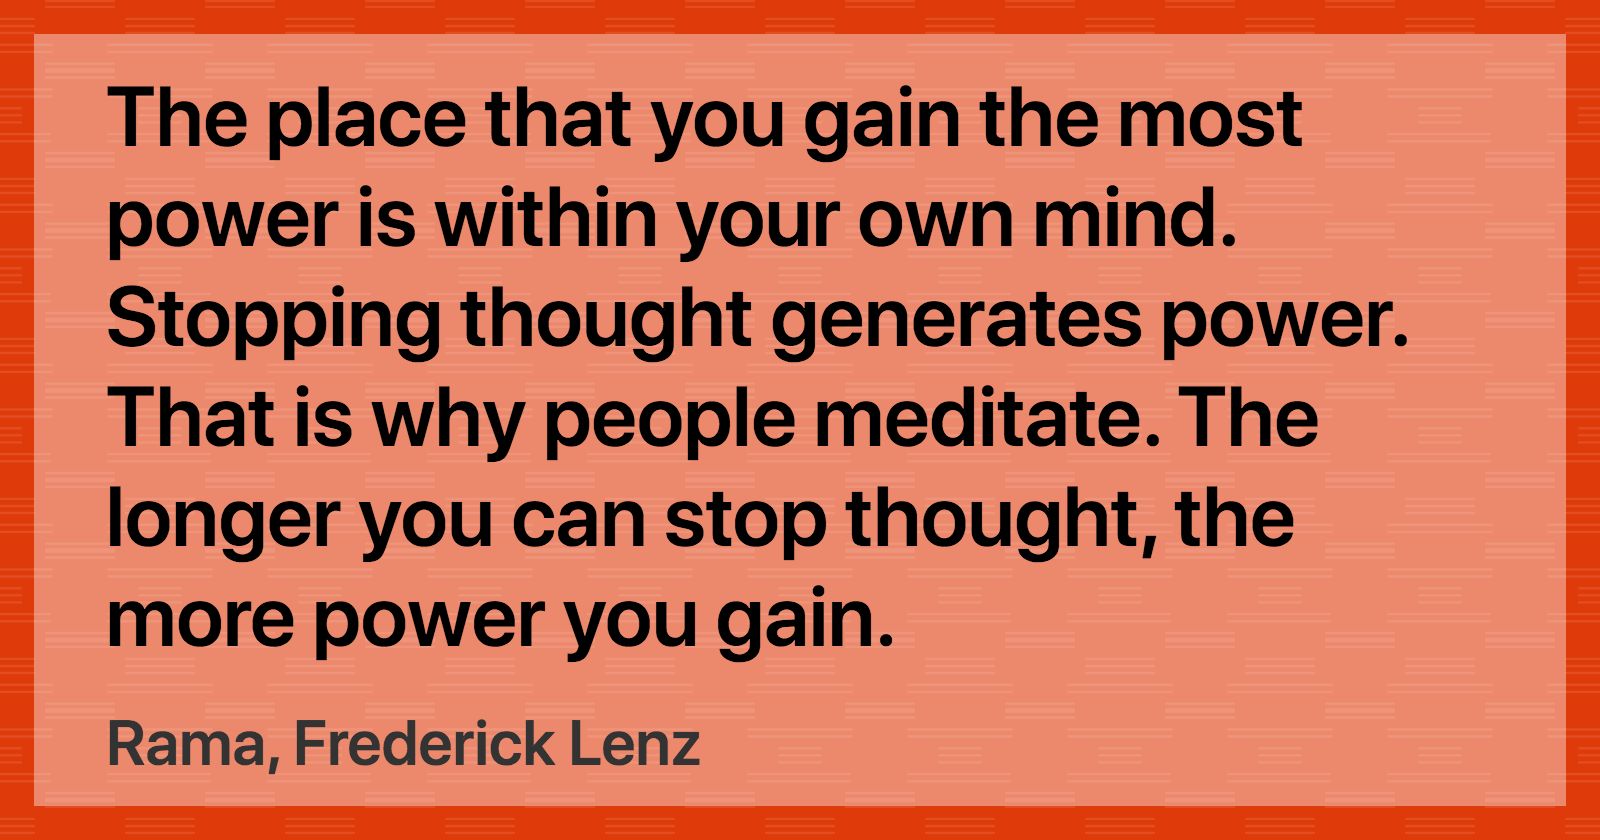 The place that you gain the most
power is within your own mind.
Stopping thought generates power.
That is why people meditate. The
longer you can stop thought, the
more power you gain.
Rama, Frederick Lenz